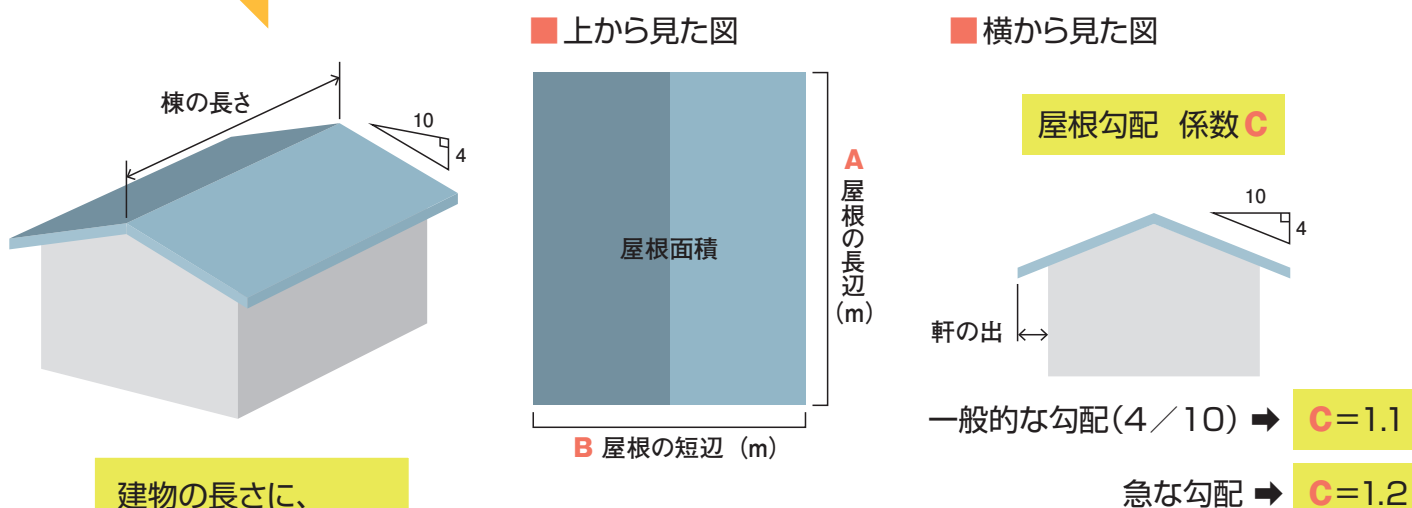 棟の長さ
10
4
建物の長さに、
■上から見た図
屋根面積
A 屋根の長辺(m)
B 屋根の短辺 (m)
■横から見た図
屋根勾配 係数C
10
4
軒の出
一般的な勾配(4/10)➡ C=1.1
急な勾配➡ C=1.2